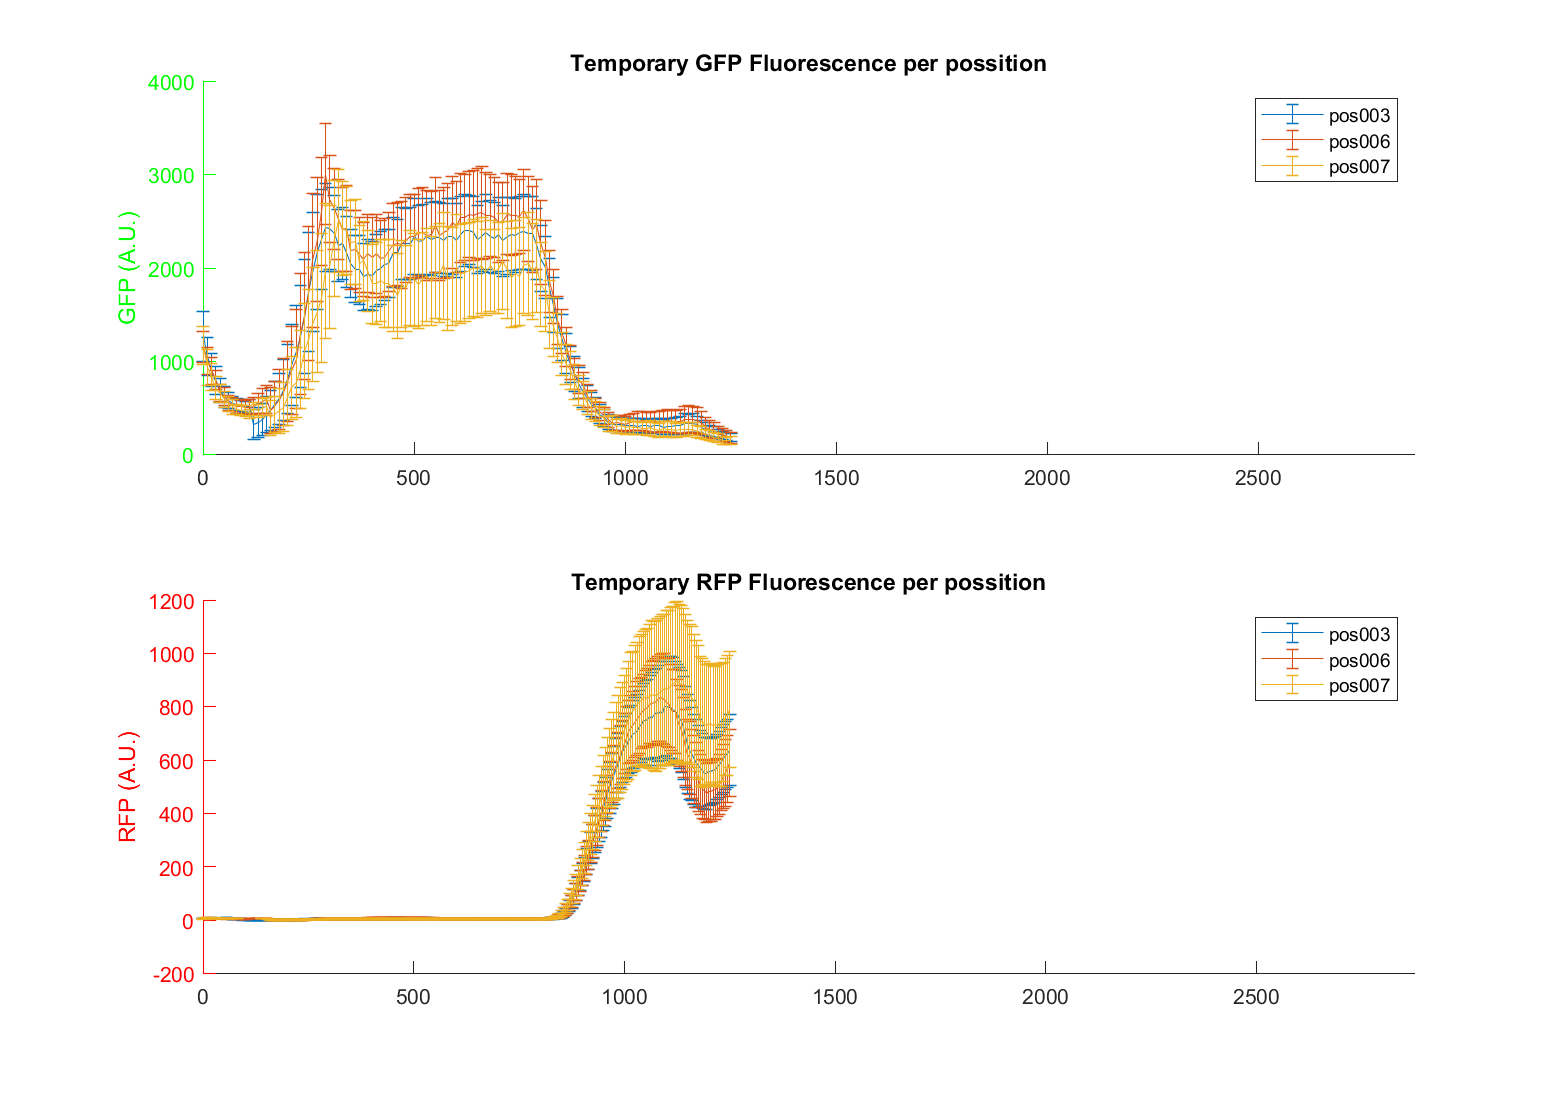 Temporary GFP Fluorescence per possition
4000
3000
2000
1000
0
GFP (A.U.)
pos003
pos006
pos007
0 500 1000 1500 2000 2500
Temporary RFP Fluorescence per possition
1200
1000
800
600
400
200
0
-200
RFP (A.U.)
pos003
pos006
pos007
0 500 1000 1500 2000 2500